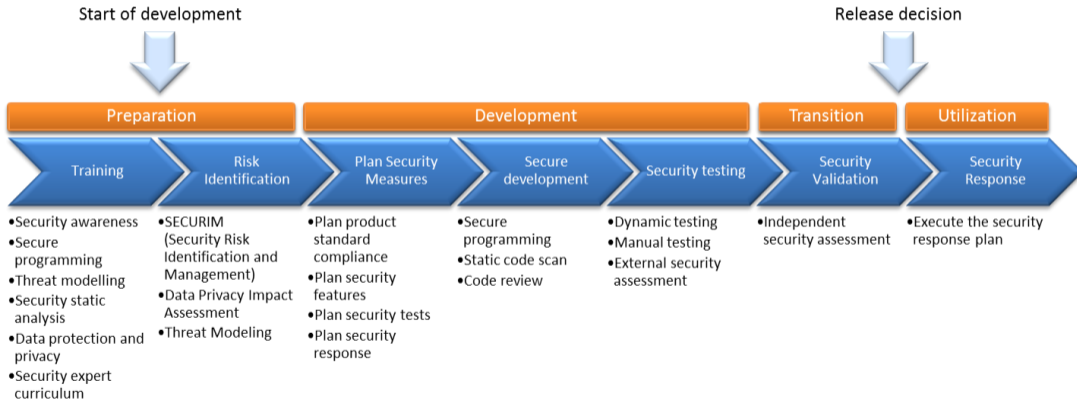 Start of development
Release decision
Preparation
Development
Transition
Utilization
Training
Risk
Identification
Plan Security
Measures
Secure
development
Security testing
Security
Validation
Security
Response
•Security awareness
•Secure
programming
•Threat modelling
•Security static
analysis
•Data protection and
privacy
•Security expert
curriculum
•SECURIM
(Security Risk
Identification and
Management)
•Data Privacy Impact
Assessment
•Threat Modeling
•Plan product
standard
compliance
•Plan security
features
•Plan security tests
•Plan security
response
•Secure
programming
•Static code scan
•Code review
•Dynamic testing
•Manual testing
•External security
assessment
•Independent
security assessment
•Execute the security
response plan